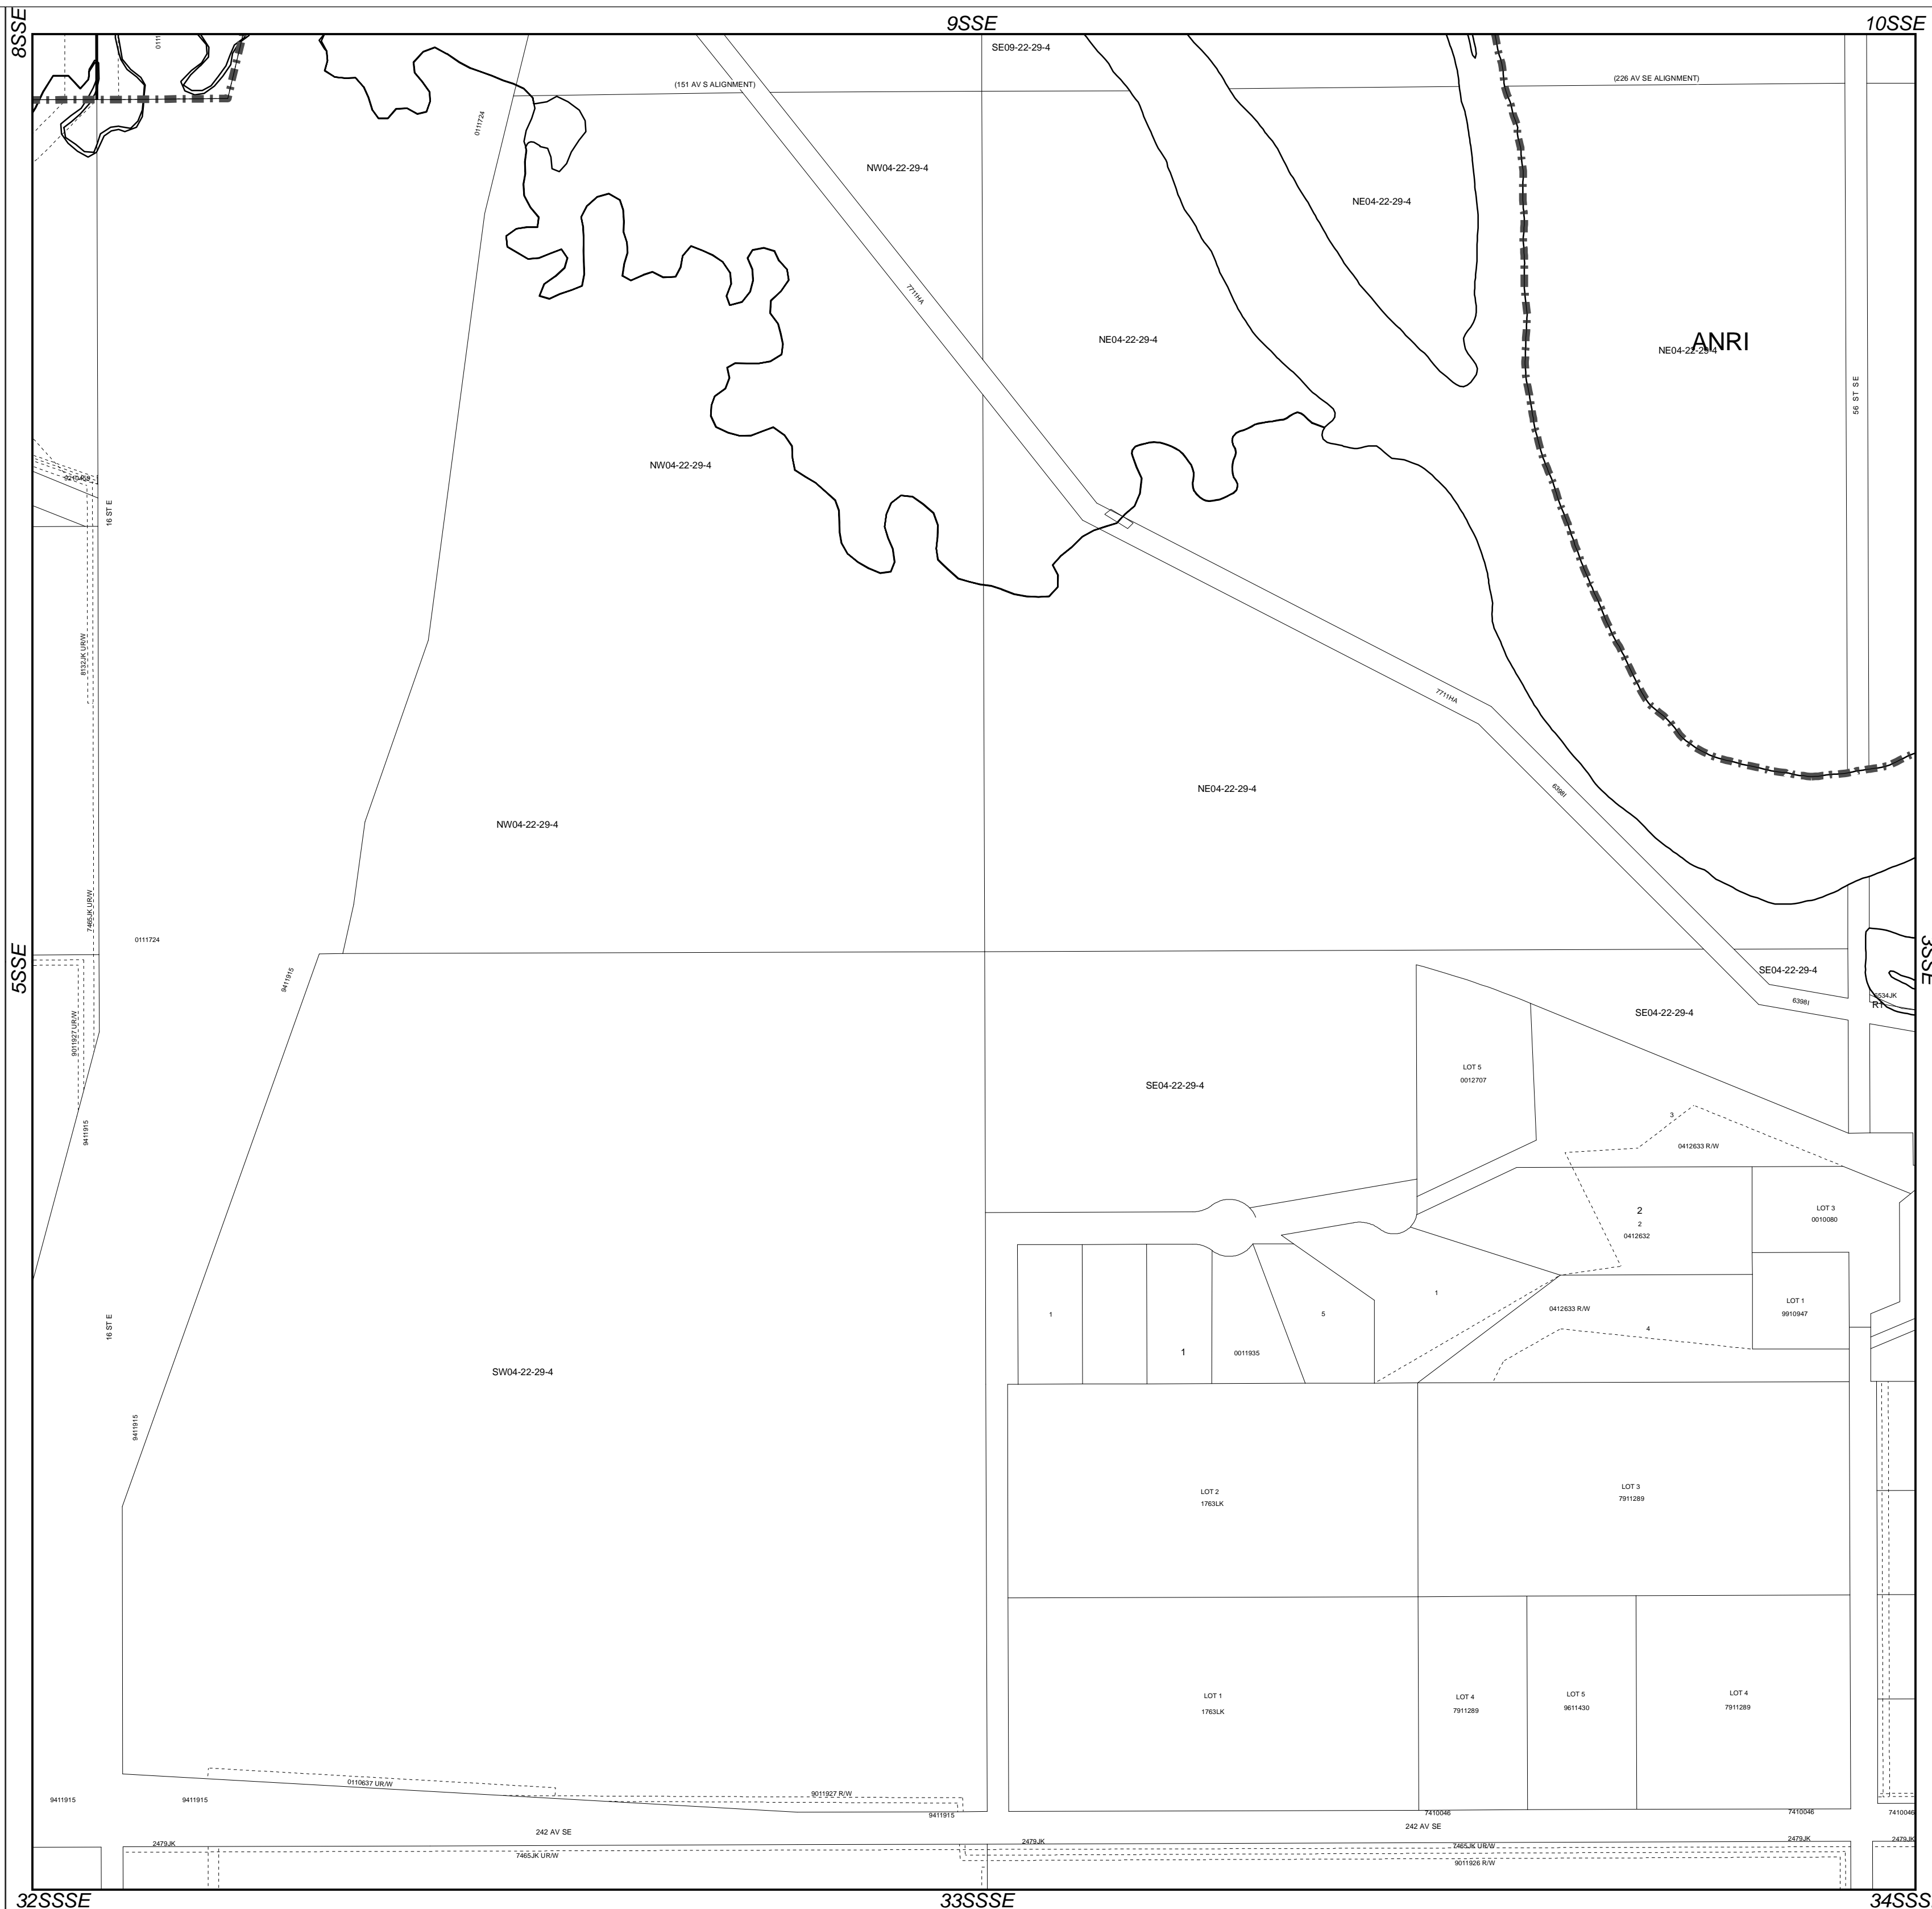 8SSE
9SSE
10SSE
0111
SE09-22-29-4
(151 AV S ALIGNMENT)
(226 AV SE ALIGNMENT)
0111724
NW04-22-29-4
NE04-22-29-4
7711HA
NE04-22-29-4
ANRI
NE04-22-29-4
56 ST SE
NW04-22-29-4
16 ST E
8132JK UR/W
7711HA
NE04-22-29-4
6398I
NW04-22-29-4
7465JK UR/W
0111724
5SSE
3SSE
9411915
SE04-22-29-4
6398I
6534JK
SE04-22-29-4
9011927 UR/W
LOT 5
0012707
SE04-22-29-4
9411915
3
0412633 R/W
2
2
0412632
LOT 3
0010080
1
5
1
0412633 R/W
4
LOT 1
9910947
16 ST E
1
0011935
SW04-22-29-4
9411915
LOT 2
1763LK
LOT 3
7911289
LOT 1
1763LK
LOT 4
7911289
LOT 5
9611430
LOT 4
7911289
0110637 UR/W
9011927 R/W
9411915
9411915
9411915
7410046
7410046
7410046
242 AV SE
242 AV SE
2479JK
2479JK
2479JK
2479JK
7465JK UR/W
7465JK UR/W
9011926 R/W
32SSSE
33SSSE
34SSS